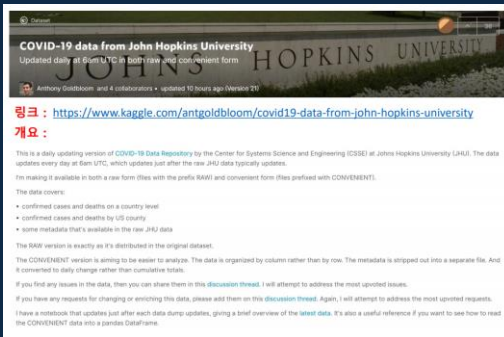 Dataset
COVID-19 data from John Hopkins University
Updated daily at 6am UTC in both raw and convenient form
JOHNS HOPKINS UNIVERSITY
Anthony Goldbloom and 4 collaborators • updated 10 hours ago (Version 21)
링크 : https://www.kaggle.com/antgoldbloom/covid19-data-from-john-hopkins-university
개요 :
This is a daily updating version of COVID-19 Data Repository by the Center for Systems Science and Engineering (CSSE) at Johns Hopkins University (JHU). The data
updates every day at 6am UTC, which updates just after the raw JHU data typically updates.
I'm making it available in both a raw form (files with the prefix RAW) and convenient form (files prefixed with CONVENIENT).
The data covers:
• confirmed cases and deaths on a country level
• confirmed cases and deaths by US county
• some metadata that's available in the raw JHU data
The RAW version is exactly as it's distributed in the original dataset.
The CONVENIENT version is aiming to be easier to analyze. The data is organized by column rather than by row. The metadata is stripped out into a separate file. And
it converted to daily change rather than cumulative totals.
If you find any issues in the data, then you can share them in this discussion thread. I will attempt to address the most upvoted issues.
If you have any requests for changing or enriching this data, please add them on this discussion thread. Again, I will attempt to address the most upvoted requests.
I have a notebook that updates just after each data dump updates, giving a brief overview of the latest data. It's also a useful reference if you want to see how to read
the CONVENIENT data into a pandas DataFrame.